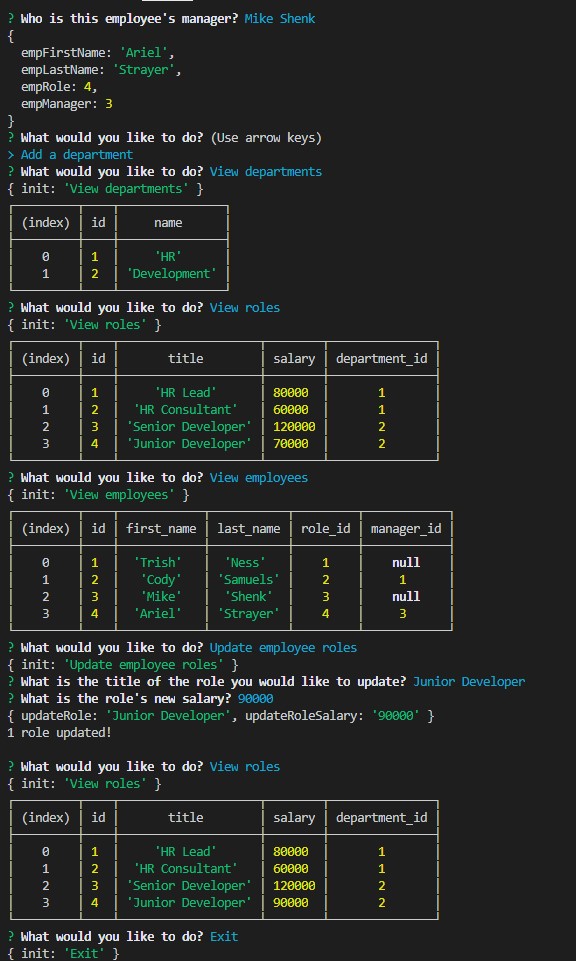 ? Who is this employee's manager? Mike Shenk
{
  empFirstName: 'Ariel',
  empLastName: 'Strayer',
  empRole: 4,
  empManager: 3
}
? What would you like to do? (Use arrow keys)
> Add a department
? What would you like to do? View departments
{ init: 'View departments' }
(index) id name
0 1 'HR'
1 2 'Development'
? What would you like to do? View roles
{ init: 'View roles' }
(index) id title salary department_id
0 1 'HR Lead' 80000 1
1 2 'HR Consultant' 60000 1
2 3 'Senior Developer' 120000 2
3 4 'Junior Developer' 70000 2
? What would you like to do? View employees
{ init: 'View employees' }
(index) id first_name last_name role_id manager_id
0 1 'Trish' 'Ness' 1 null
1 2 'Cody' 'Samuels' 2 1
2 3 'Mike' 'Shenk' 3 null
3 4 'Ariel' 'Strayer' 4 3
? What would you like to do? Update employee roles
{ init: 'Update employee roles' }
? What is the title of the role you would like to update? Junior Developer
? What is the role's new salary? 90000
{ updateRole: 'Junior Developer', updateRoleSalary: '90000' }
1 role updated!
? What would you like to do? View roles
{ init: 'View roles' }
(index) id title salary department_id
0 1 'HR Lead' 80000 1
1 2 'HR Consultant' 60000 1
2 3 'Senior Developer' 120000 2
3 4 'Junior Developer' 90000 2
? What would you like to do? Exit
{ init: 'Exit' }